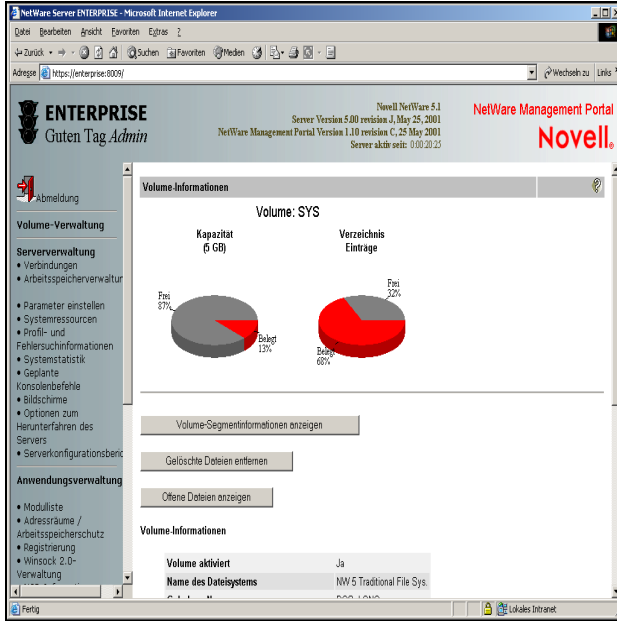 NetWare Server ENTERPRISE - Microsoft Internet Explorer
Datei Bearbeiten Ansicht Favoriten Extras ?
Zurück Suchen Favoriten Medien
Adresse https://enterprise:8009/ Wechseln zu Links
ENTERPRISE
Guten Tag Admin
Novell NetWare 5.1
Server Version 5.00 revision J, May 25, 2001
NetWare Management Portal Version 1.10 revision C, 25 May 2001
Server aktiv seit: 0:00:20:25
NetWare Management Portal
Novell®
Abmeldung
Volume-Verwaltung
Serververwaltung
• Verbindungen
• Arbeitsspeicherverwaltur
• Parameter einstellen
• Systemressourcen
• Profil- und
Fehlersuchinformationen
• Systemstatistik
• Geplante
Konsolenbefehle
• Bildschirme
• Optionen zum
Herunterfahren des
Servers
• Serverkonfigurationsberic
Anwendungsverwaltung
• Modulliste
• Adressräume /
Arbeitsspeicherschutz
• Registrierung
• Winsock 2.0-
Verwaltung
Volume-Informationen
Volume: SYS
Kapazität
(5 GB)
Frei
87%
Belegt
13%
Verzeichnis
Einträge
Frei
32%
Belegt
68%
Volume-Segmentinformationen anzeigen
Gelöschte Dateien entfernen
Offene Dateien anzeigen
Volume-Informationen
Volume aktiviert Ja
Name des Dateisystems NW 5 Traditional File Sys.
Fertig Lokales Intranet